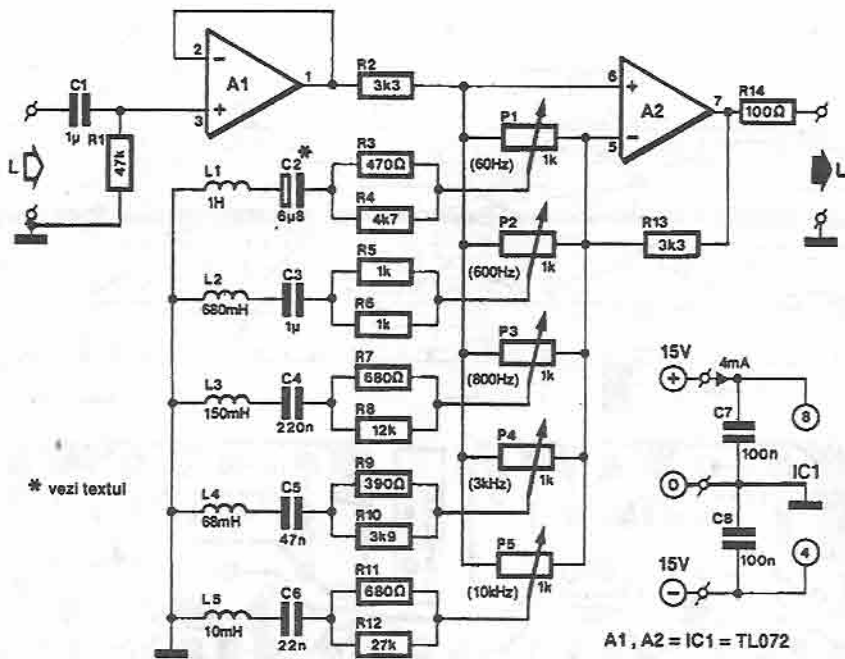 2
A1
1
R2
3k3
6
A2
7
R14
100Ω
C1
1µ
3
R1
47k
L
P1
(60Hz)
1k
5
L
L1
1H
C2
*
6µ8
R3
470Ω
R4
4k7
P2
(600Hz)
1k
R13
3k3
L2
680mH
C3
1µ
R5
1k
R6
1k
P3
(800Hz)
1k
15V
4mA
+
8
L3
150mH
C4
220n
R7
680Ω
R8
12k
P4
(3kHz)
1k
C7
100n
IC1
0
* vezi textul
L4
68mH
C5
47n
R9
390Ω
R10
3k9
P5
(10kHz)
1k
C8
100n
15V
4
−
L5
10mH
C6
22n
R11
680Ω
R12
27k
A1, A2 = IC1 = TL072